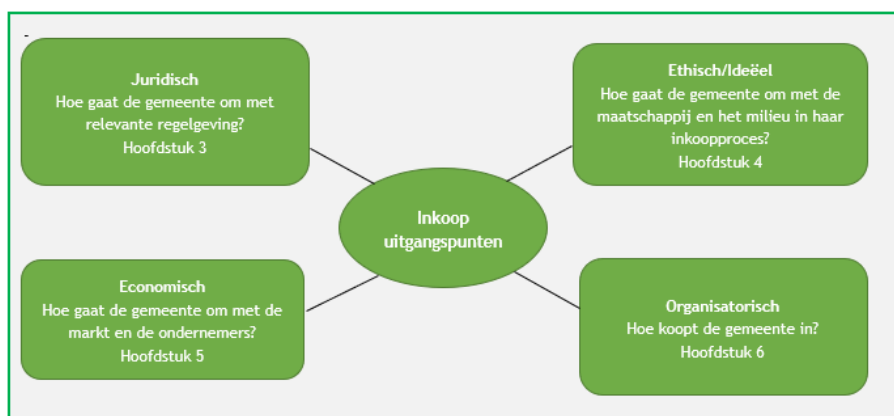 Juridisch
Hoe gaat de gemeente om met
relevante regelgeving?
Hoofdstuk 3
Ethisch/Ideëel
Hoe gaat de gemeente om met de
maatschappij en het milieu in haar
inkoopproces?
Hoofdstuk 4
Inkoop
uitgangspunten
Economisch
Hoe gaat de gemeente om met de
markt en de ondernemers?
Hoofdstuk 5
Organisatorisch
Hoe koopt de gemeente in?
Hoofdstuk 6